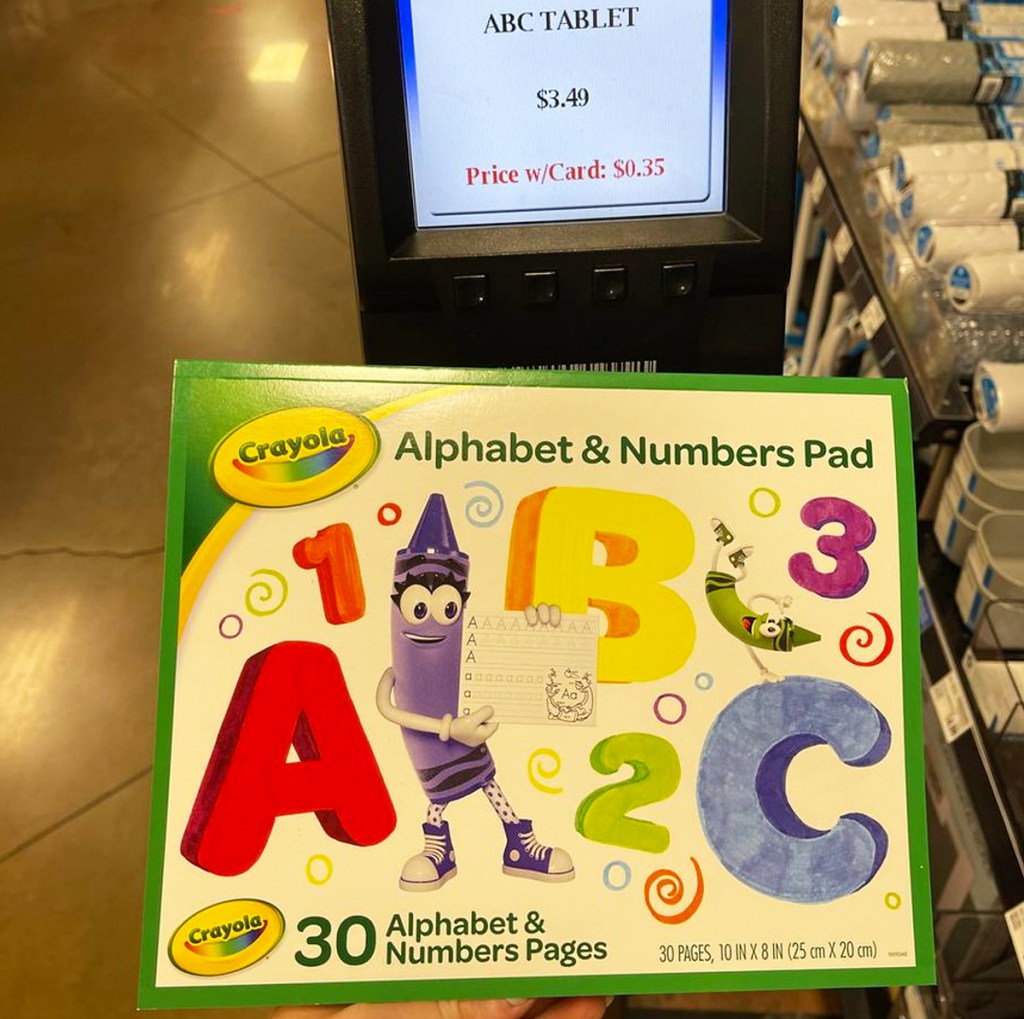 ABC TABLET
$3.49
Price w/Card: $0.35
Crayola
Alphabet & Numbers Pad
1
B
3
A A A A A A A A
A
A
a a a a a a a a
a
a
Aa
A
2
C
Crayola
30 Alphabet &
Numbers Pages
30 PAGES, 10 IN X 8 IN (25 cm X 20 cm)